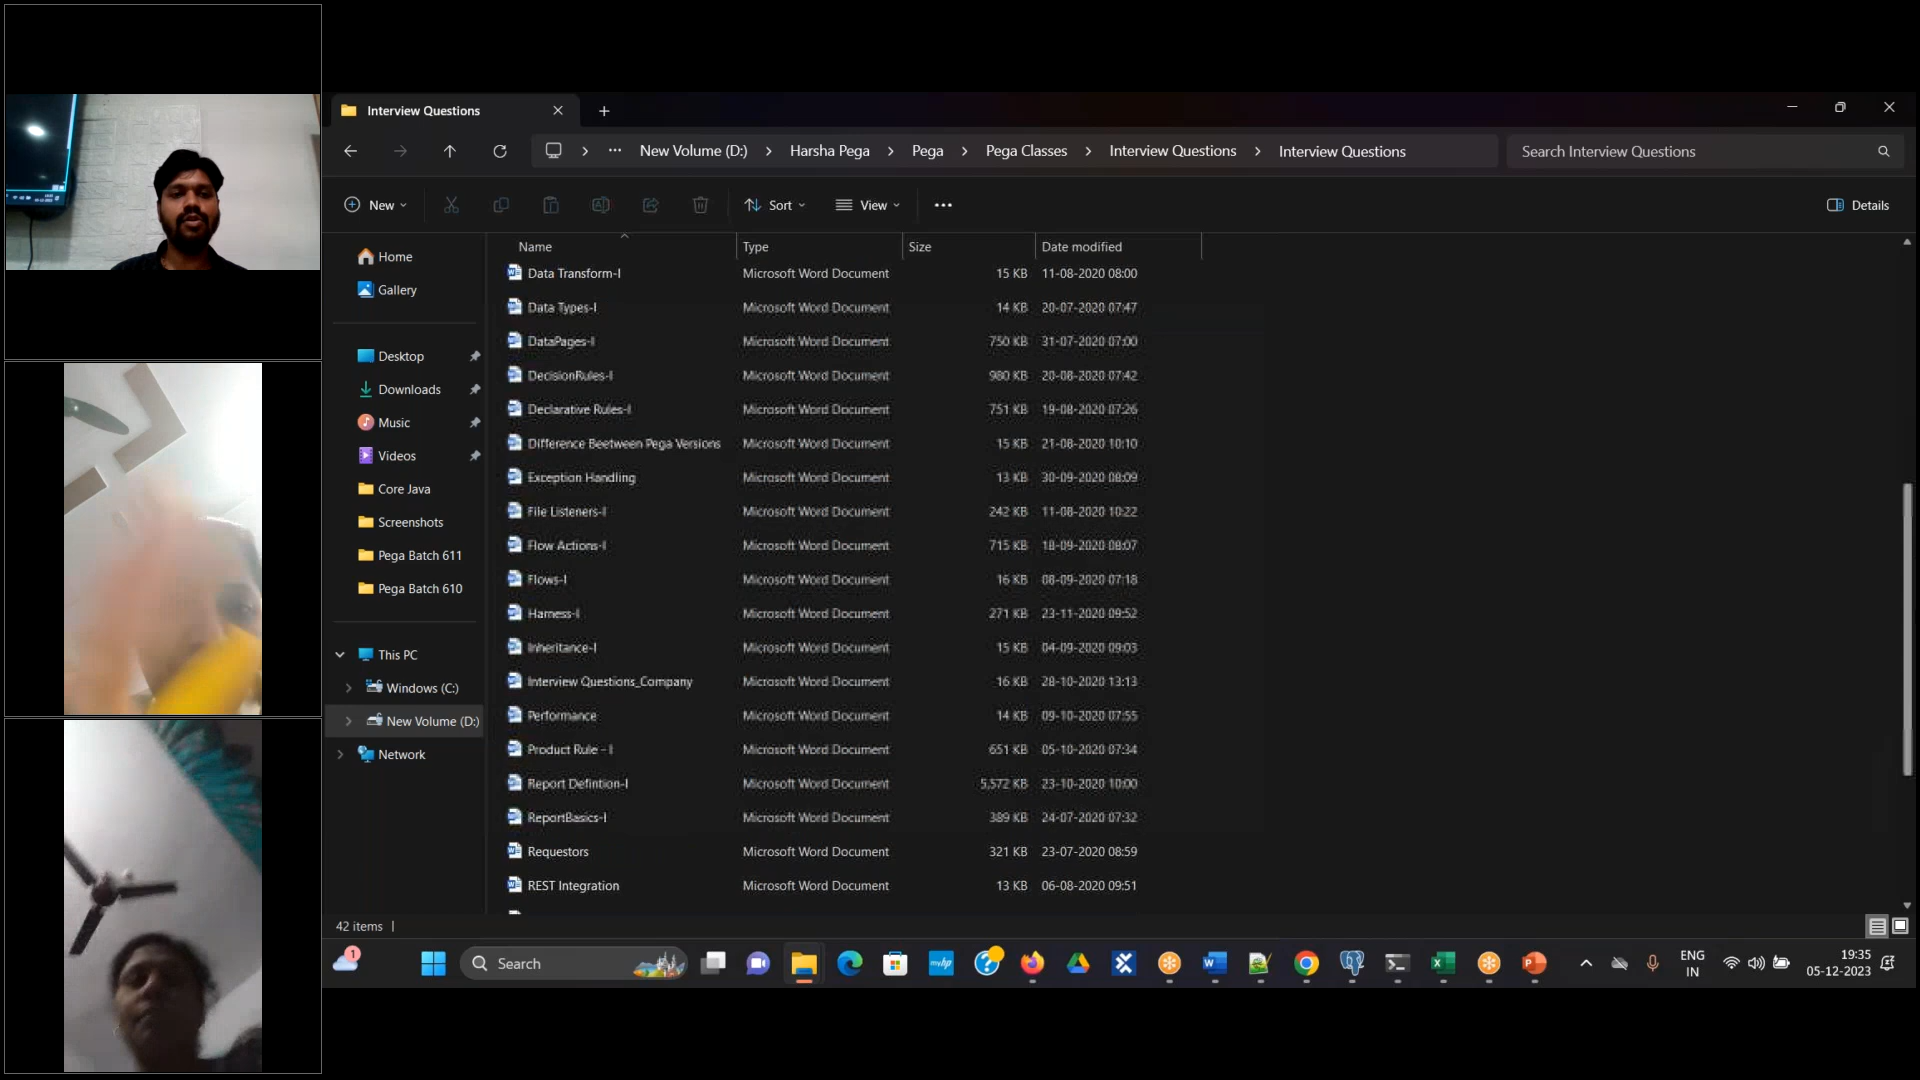 Interview Questions
New Volume (D:) > Harsha Pega > Pega > Pega Classes > Interview Questions > Interview Questions
Search Interview Questions
New
Sort
View
Details
Name Type Size Date modified
Home
Gallery
Desktop
Downloads
Music
Videos
Core Java
Screenshots
Pega Batch 611
Pega Batch 610
This PC
Windows (C:)
New Volume (D:)
Network
Data Transform-I Microsoft Word Document 15 KB 11-08-2020 08:00
Data Types-I Microsoft Word Document 14 KB 20-07-2020 07:47
DataPages-I Microsoft Word Document 750 KB 31-07-2020 07:00
DecisionRules-I Microsoft Word Document 980 KB 20-08-2020 07:42
Declarative Rules-I Microsoft Word Document 751 KB 19-08-2020 07:26
Difference Beetween Pega Versions Microsoft Word Document 15 KB 21-08-2020 10:10
Exception Handling Microsoft Word Document 13 KB 30-09-2020 08:09
File Listeners-I Microsoft Word Document 242 KB 11-08-2020 10:22
Flow Actions-I Microsoft Word Document 715 KB 18-09-2020 08:07
Flows-I Microsoft Word Document 16 KB 08-09-2020 07:18
Harness-I Microsoft Word Document 271 KB 23-11-2020 09:52
Inheritance-I Microsoft Word Document 15 KB 04-09-2020 09:03
Interview Questions_Company Microsoft Word Document 16 KB 28-10-2020 13:13
Performance Microsoft Word Document 14 KB 09-10-2020 07:55
Product Rule - I Microsoft Word Document 651 KB 05-10-2020 07:34
Report Defintion-I Microsoft Word Document 5,572 KB 23-10-2020 10:00
ReportBasics-I Microsoft Word Document 389 KB 24-07-2020 07:32
Requestors Microsoft Word Document 321 KB 23-07-2020 08:59
REST Integration Microsoft Word Document 13 KB 06-08-2020 09:51
42 items
1
Search
myhp
ENG
IN
19:35
05-12-2023